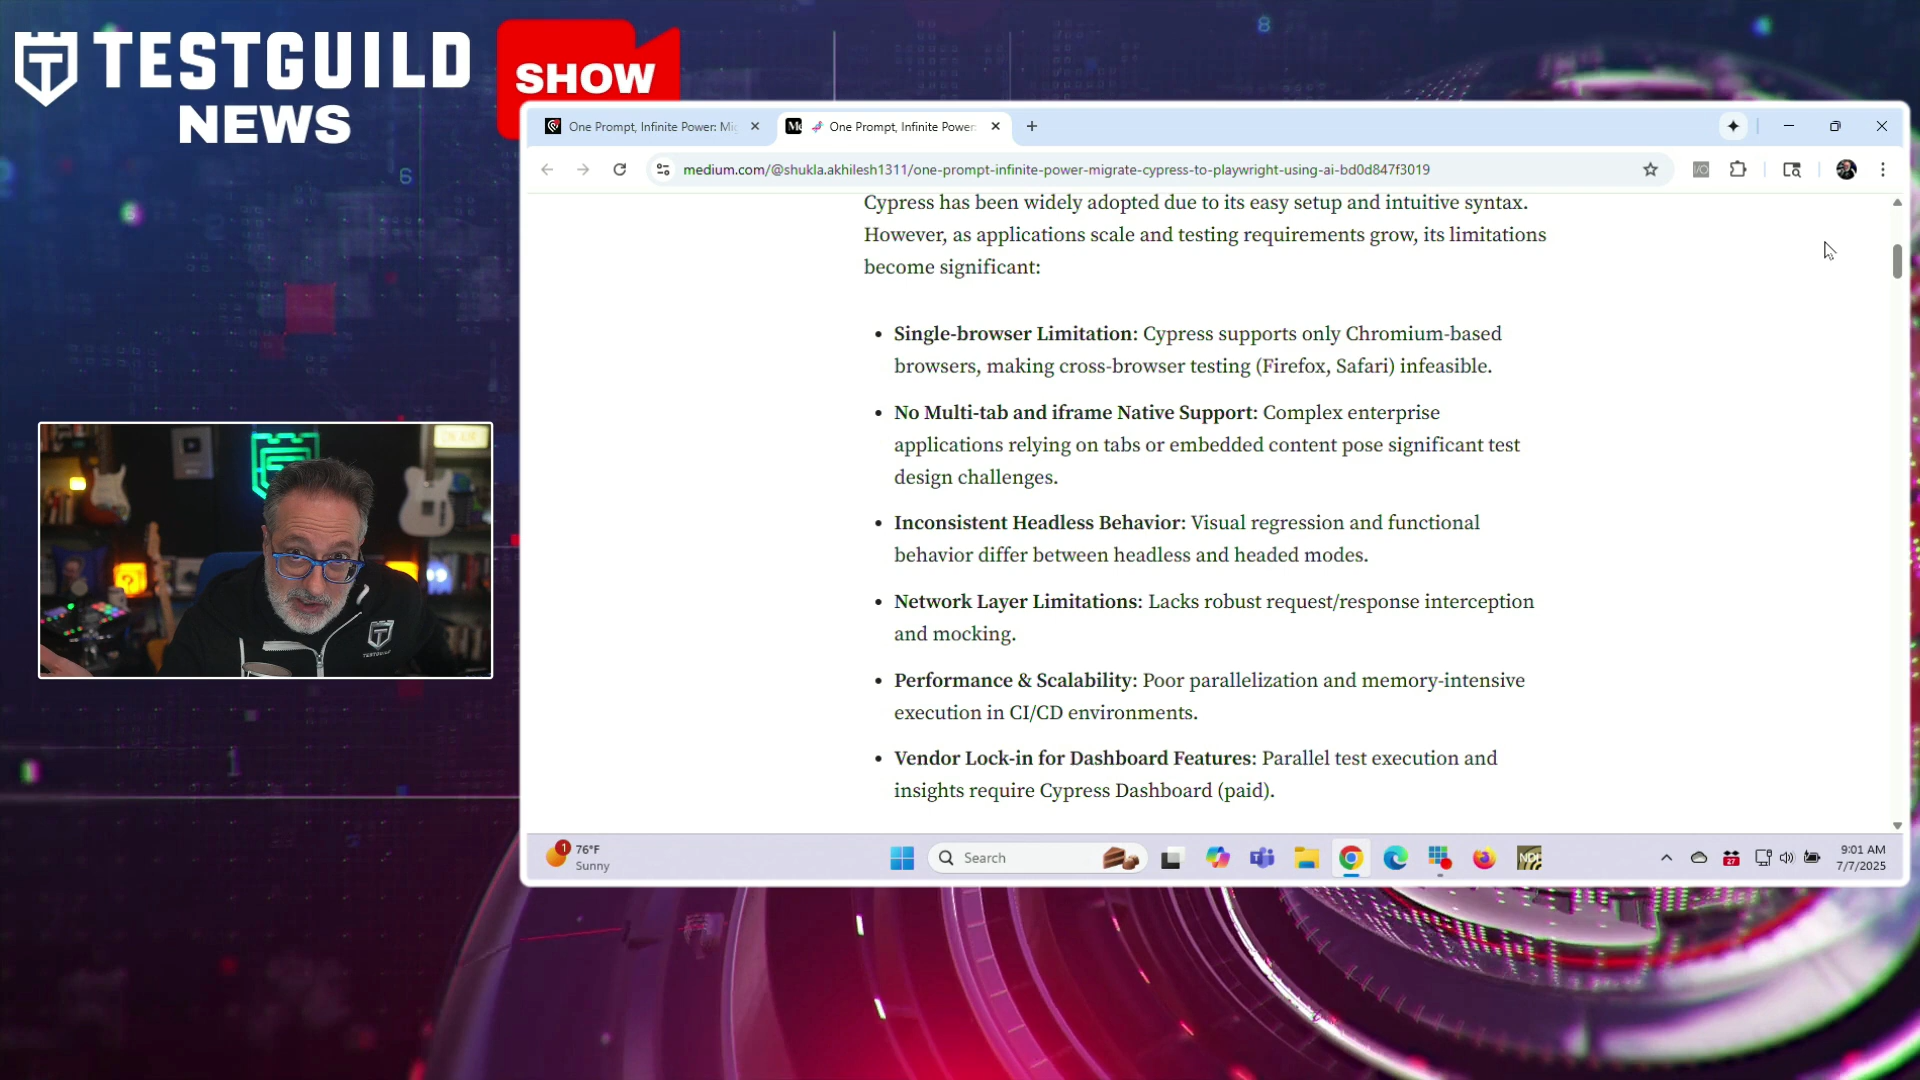 TESTGUILD
NEWS
SHOW
One Prompt, Infinite Power: Mig
One Prompt, Infinite Power:
medium.com/@shukla.akhilesh1311/one-prompt-infinite-power-migrate-cypress-to-playwright-using-ai-bd0d847f3019
Cypress has been widely adopted due to its easy setup and intuitive syntax.
However, as applications scale and testing requirements grow, its limitations
become significant:
• Single-browser Limitation: Cypress supports only Chromium-based
browsers, making cross-browser testing (Firefox, Safari) infeasible.
• No Multi-tab and iframe Native Support: Complex enterprise
applications relying on tabs or embedded content pose significant test
design challenges.
• Inconsistent Headless Behavior: Visual regression and functional
behavior differ between headless and headed modes.
• Network Layer Limitations: Lacks robust request/response interception
and mocking.
• Performance & Scalability: Poor parallelization and memory-intensive
execution in CI/CD environments.
• Vendor Lock-in for Dashboard Features: Parallel test execution and
insights require Cypress Dashboard (paid).
1
76°F
Sunny
Search
NDI
27
9:01 AM
7/7/2025